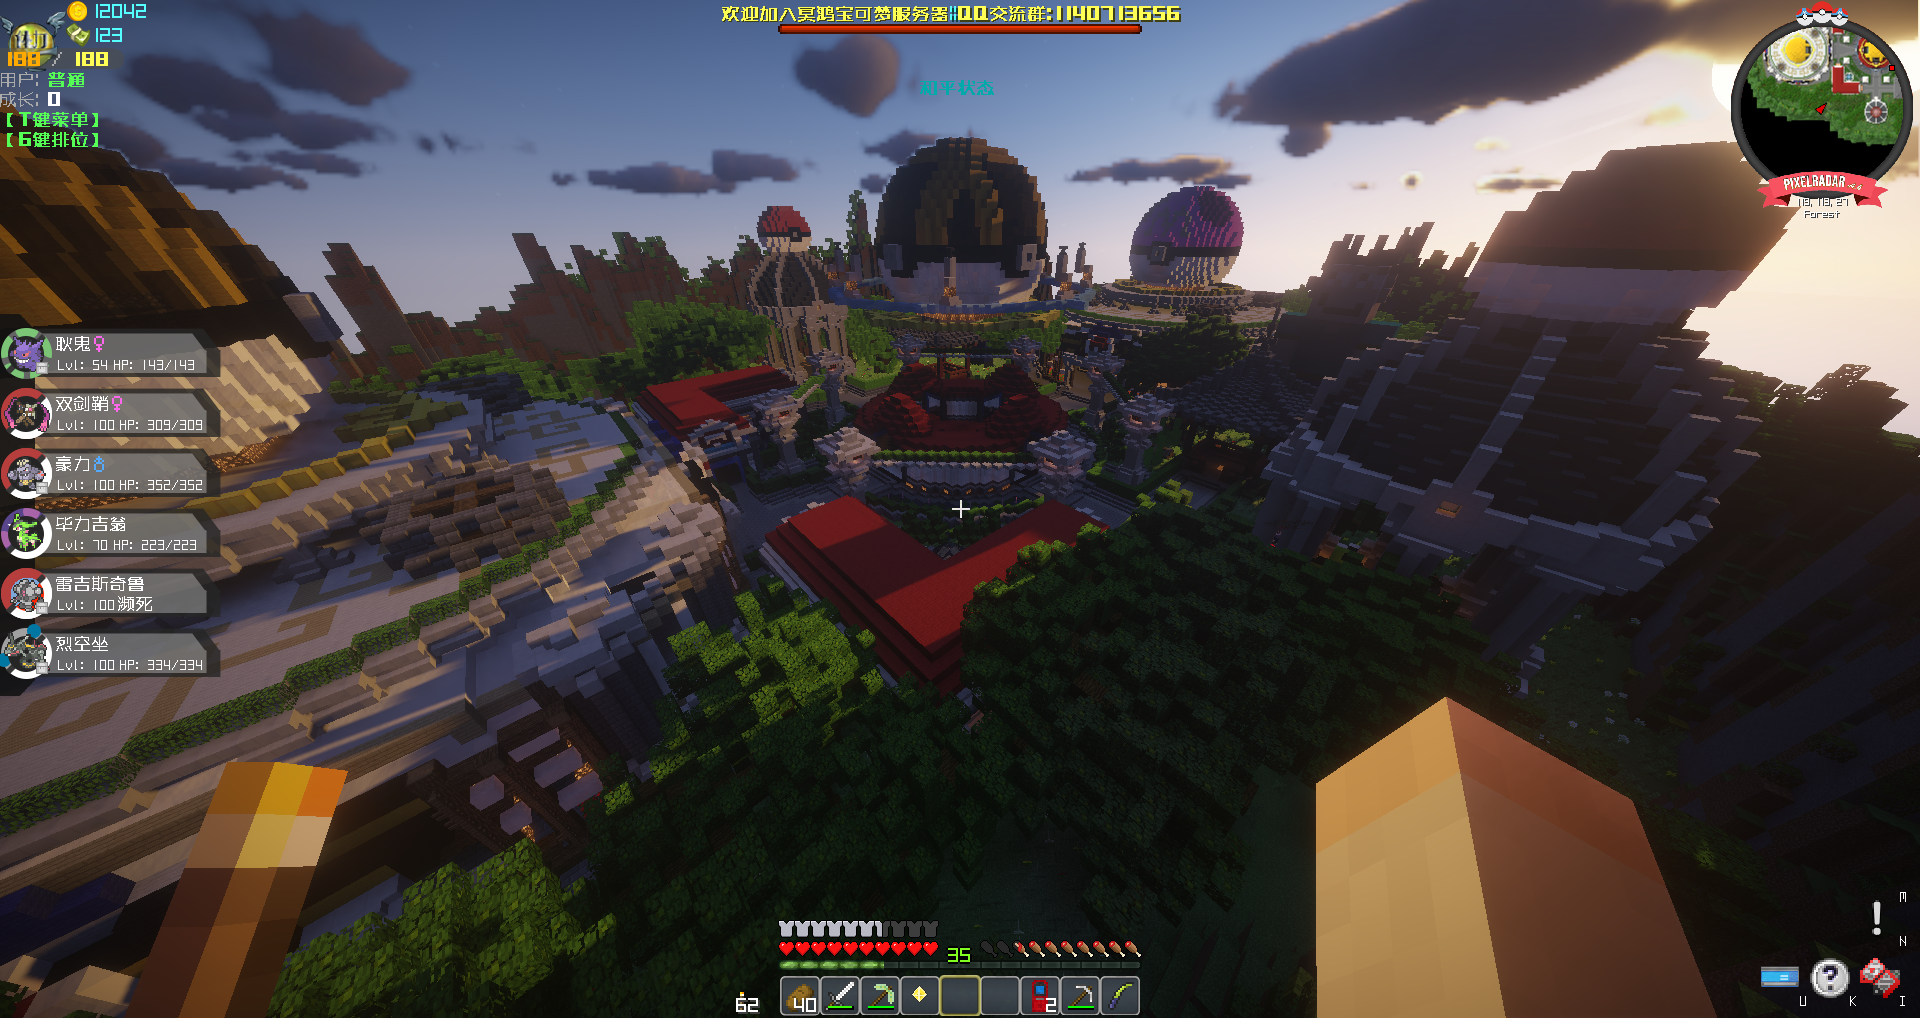 12042
123
188 / 188
用户: 普通
成长: 0
【T键菜单】
【G键排位】
欢迎加入冥鸿宝可梦服务器#QQ交流群:1140713656
和平状态
PIXELRADAR
119, 119, 27
Forest
耿鬼♀
Lvl: 54 HP: 143/143
双剑鞘♀
Lvl: 100 HP: 309/309
豪力♂
Lvl: 100 HP: 352/352
毕力吉翁
Lvl: 70 HP: 223/223
雷吉斯奇鲁
Lvl: 100 濒死
烈空坐
Lvl: 100 HP: 334/334
35
62
40
2
M
N
U
K
I